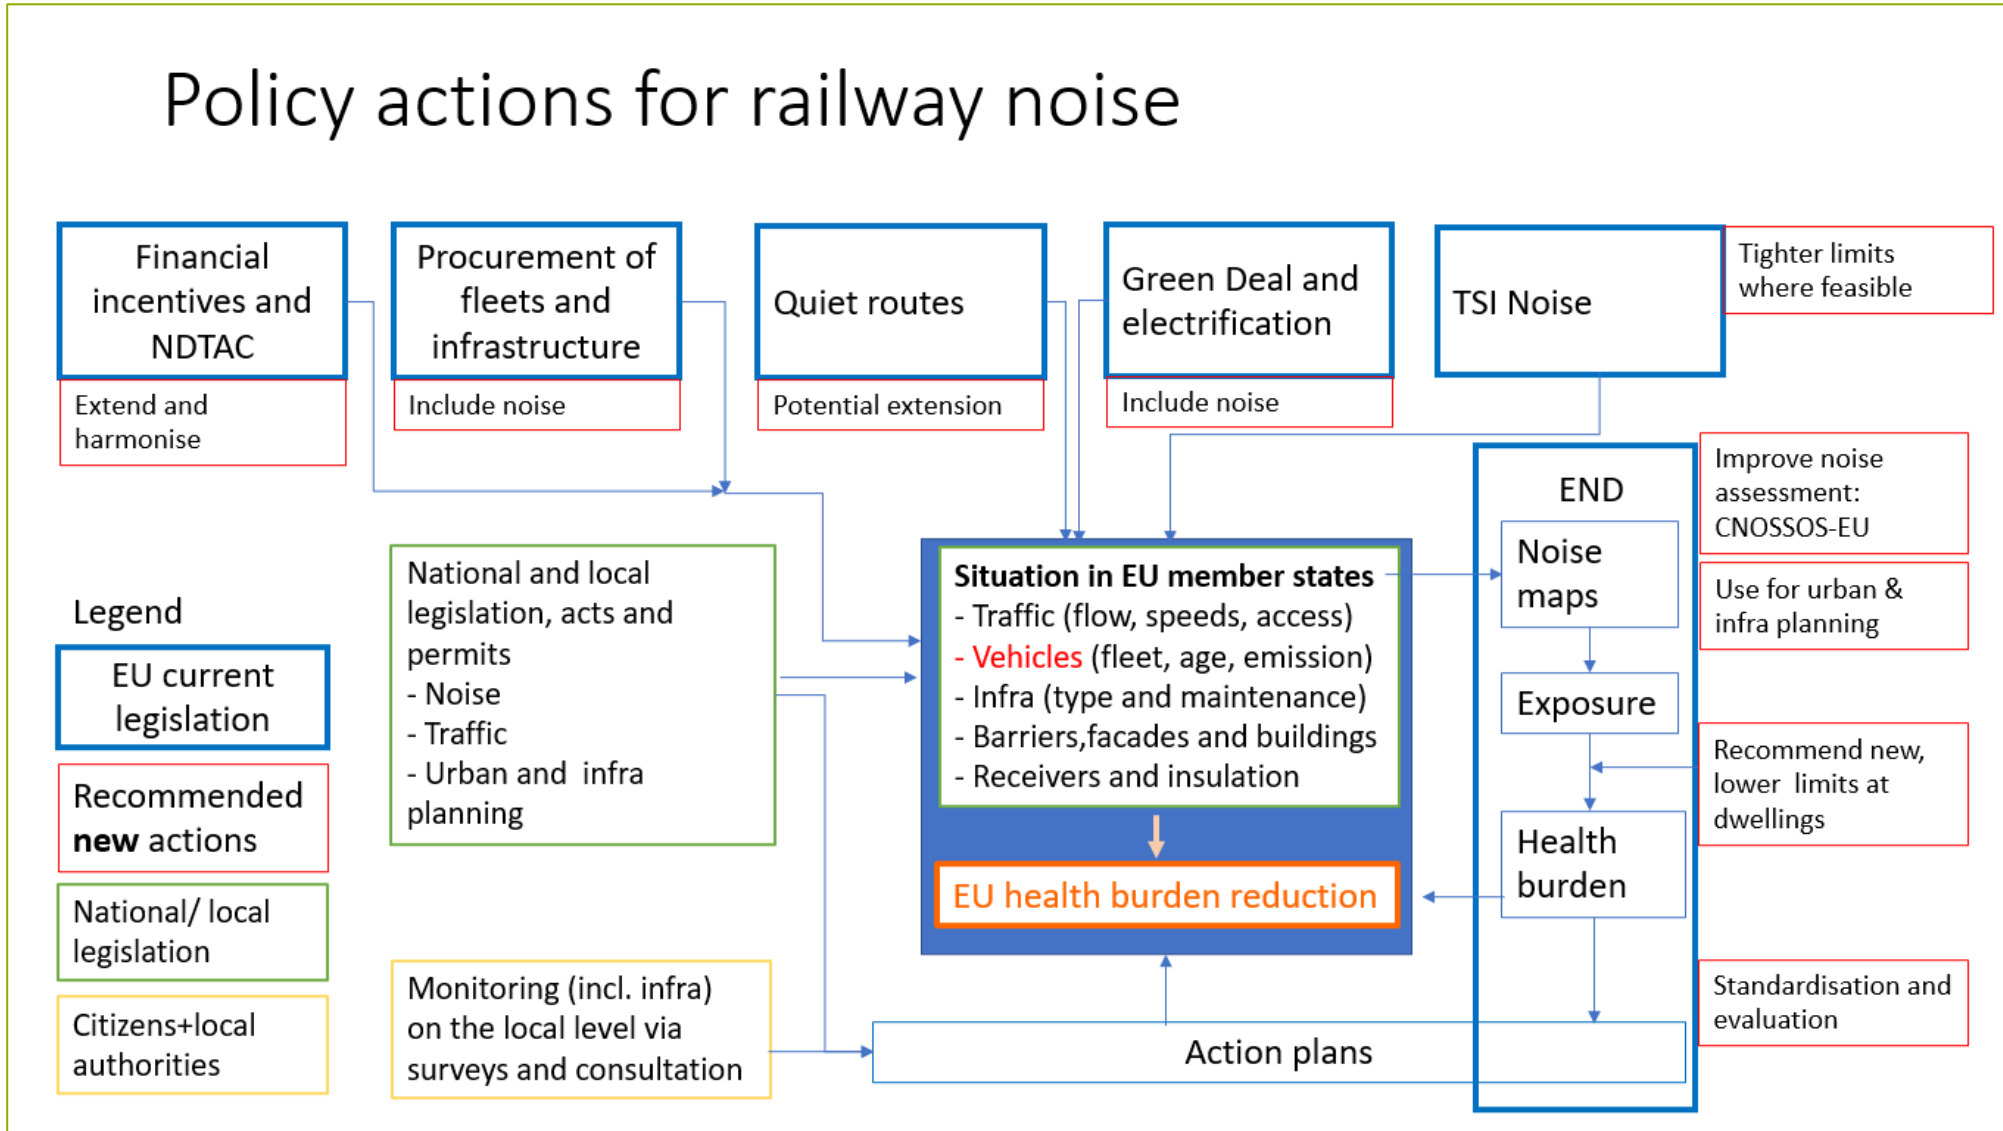 Policy actions for railway noise
Financial
incentives and
NDTAC
Extend and
harmonise
Procurement of
fleets and
infrastructure
Include noise
Quiet routes
Potential extension
Green Deal and
electrification
Include noise
TSI Noise
Tighter limits
where feasible
Legend
EU current
legislation
Recommended
new actions
National/ local
legislation
Citizens+local
authorities
National and local
legislation, acts and
permits
- Noise
- Traffic
- Urban and  infra
planning
Monitoring (incl. infra)
on the local level via
surveys and consultation
Situation in EU member states
- Traffic (flow, speeds, access)
- Vehicles (fleet, age, emission)
- Infra (type and maintenance)
- Barriers,facades and buildings
- Receivers and insulation
EU health burden reduction
Action plans
END
Noise
maps
Exposure
Health
burden
Improve noise
assessment:
CNOSSOS-EU
Use for urban &
infra planning
Recommend new,
lower  limits at
dwellings
Standardisation and
evaluation